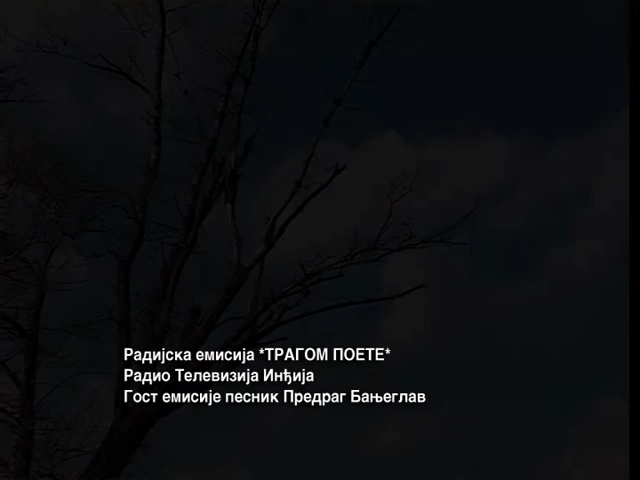 Радијска емисија *ТРАГОМ ПОЕТЕ*
Радио Телевизија Инђија
Гост емисије песник Предраг Бањеглав